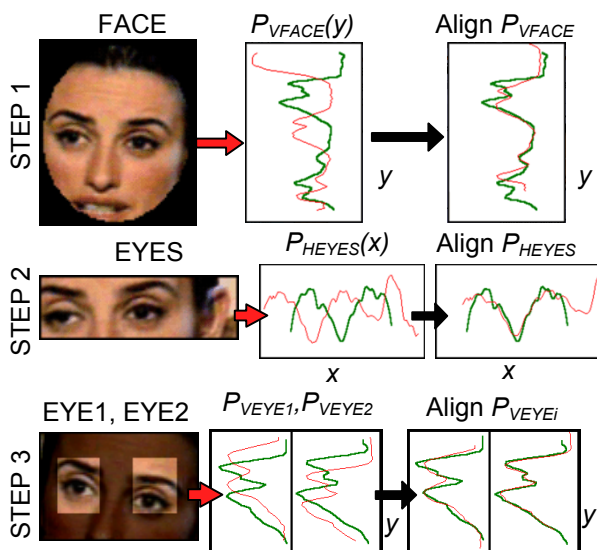 FACE
P_VFACE(y)
Align P_VFACE
STEP 1
y
y
EYES
P_HEYES(x)
Align P_HEYES
STEP 2
x
x
EYE1, EYE2
P_VEYE1,P_VEYE2
Align P_VEYEi
STEP 3
y
y